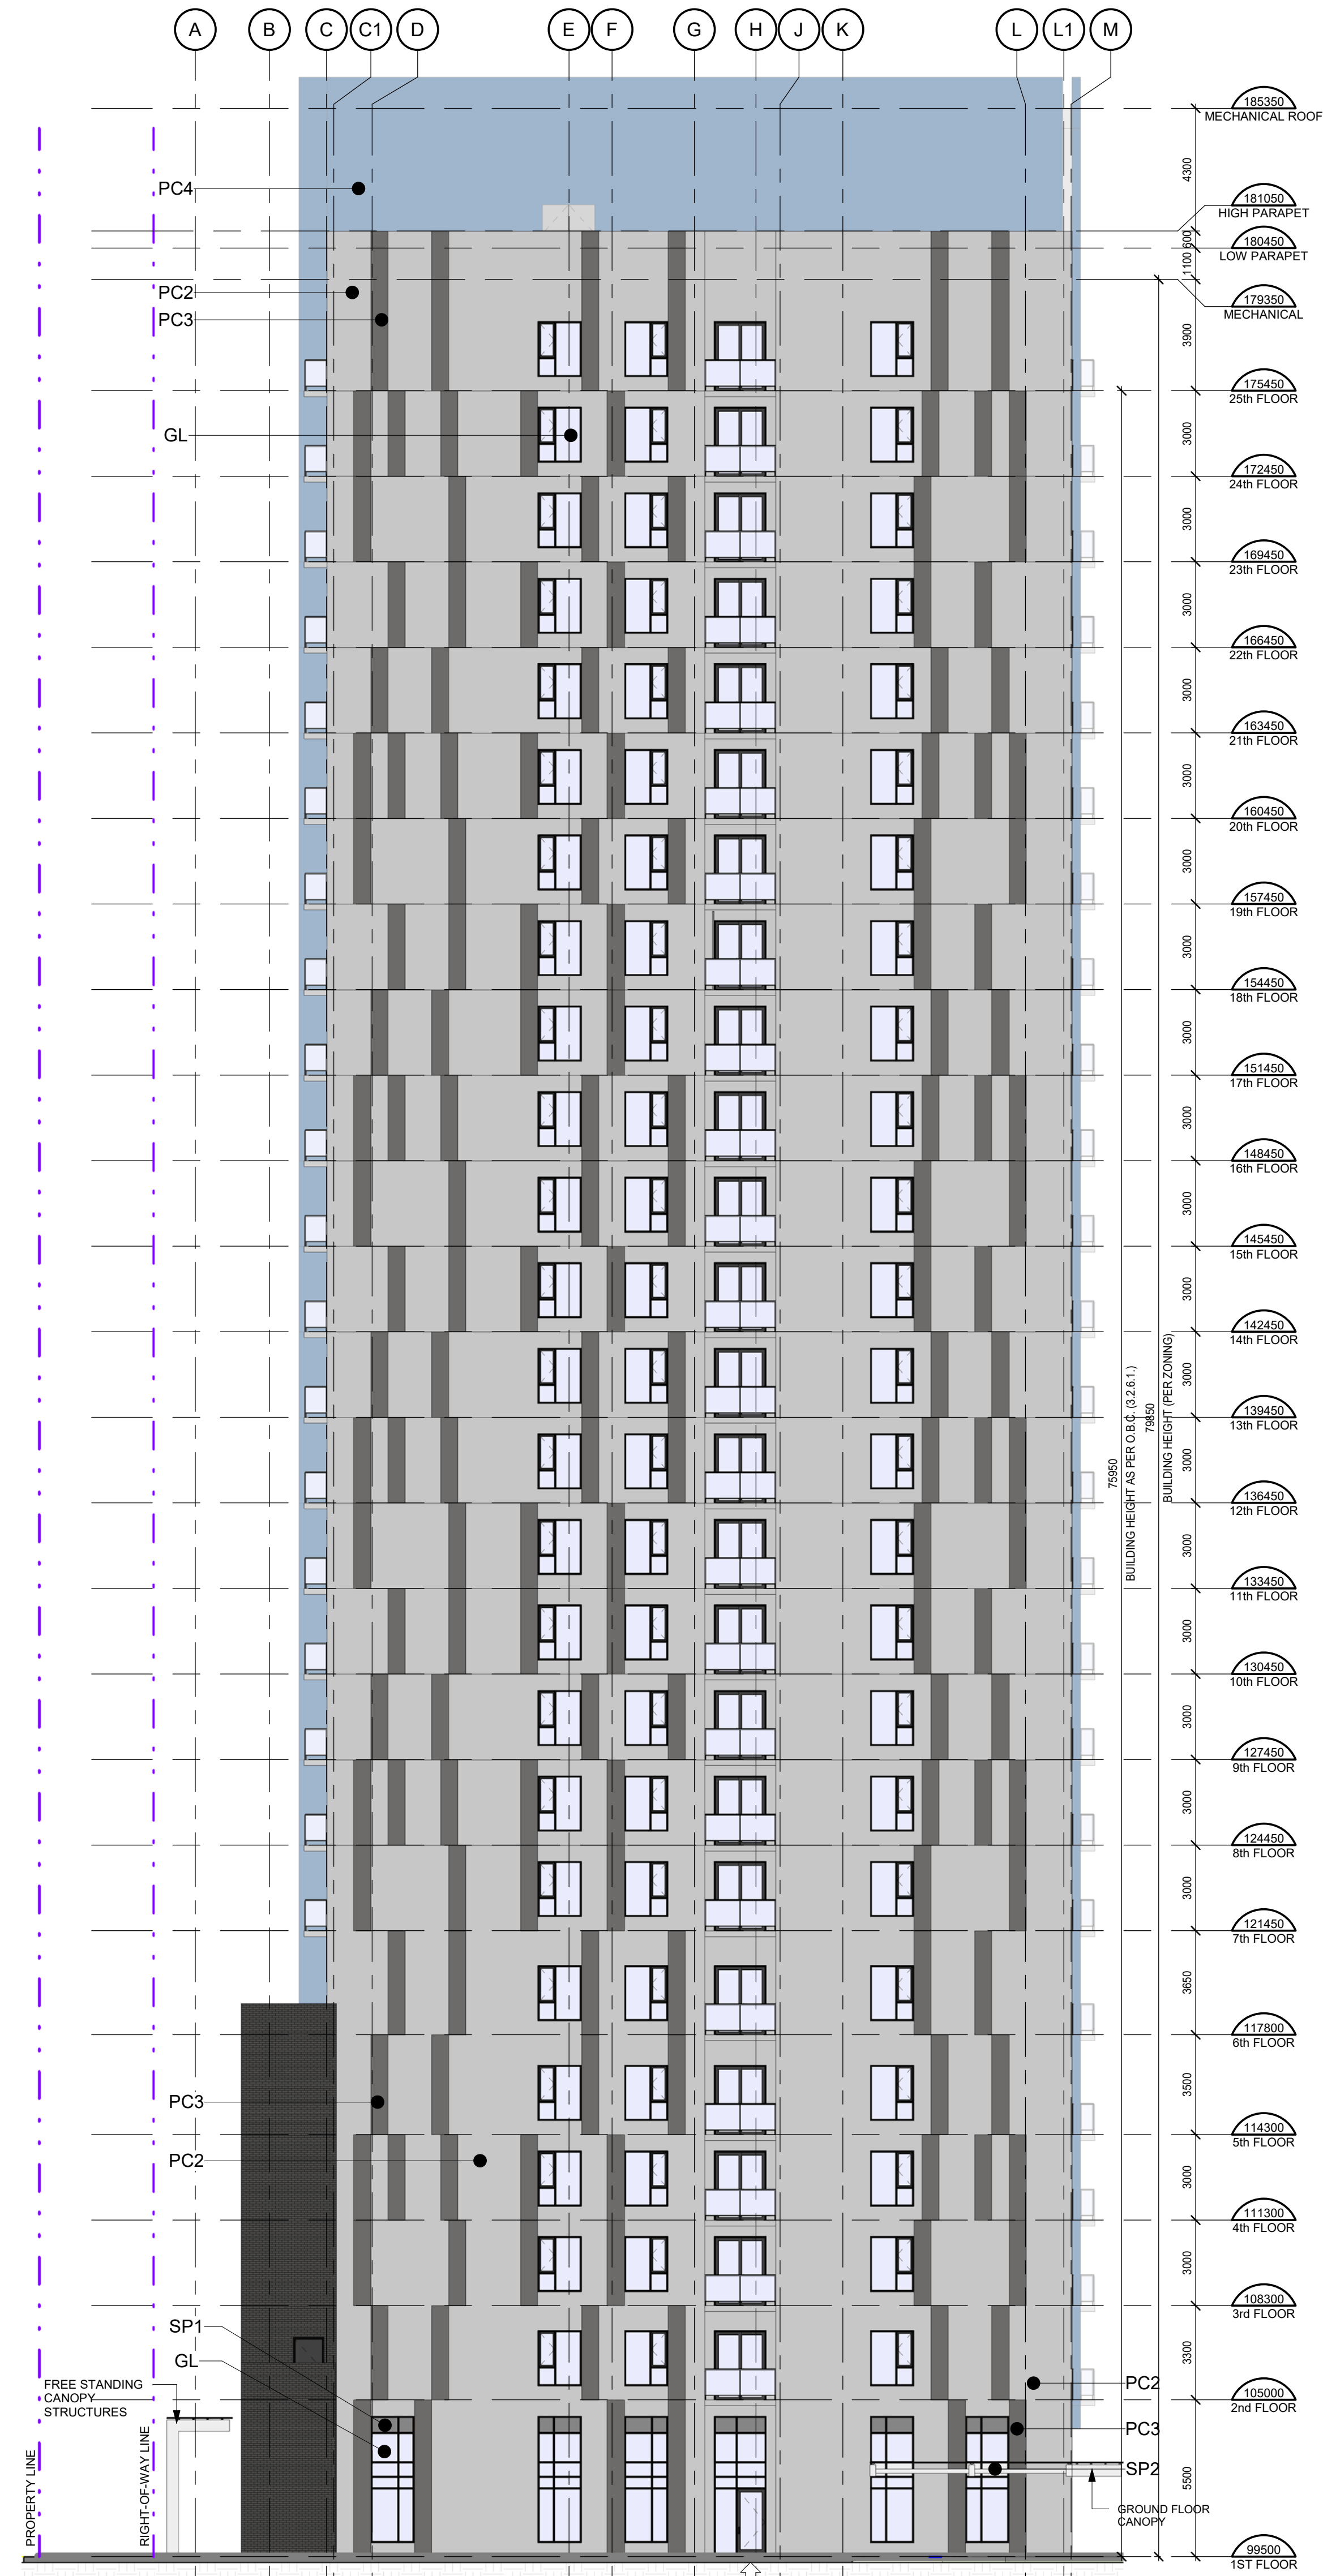 A B C C1 D E F G H J K L L1 M
185350
MECHANICAL ROOF
4300
PC4
181050
HIGH PARAPET
600
180450
LOW PARAPET
1100
PC2
179350
MECHANICAL
PC3
3900
175450
25th FLOOR
GL
3000
172450
24th FLOOR
3000
169450
23th FLOOR
3000
166450
22th FLOOR
3000
163450
21th FLOOR
3000
160450
20th FLOOR
3000
157450
19th FLOOR
3000
154450
18th FLOOR
3000
151450
17th FLOOR
3000
148450
16th FLOOR
3000
145450
15th FLOOR
3000
142450
14th FLOOR
3000
139450
13th FLOOR
3000
75950
BUILDING HEIGHT AS PER O.B.C. (3.2.6.1.)
79850
BUILDING HEIGHT (PER ZONING)
136450
12th FLOOR
3000
133450
11th FLOOR
3000
130450
10th FLOOR
3000
127450
9th FLOOR
3000
124450
8th FLOOR
3000
121450
7th FLOOR
3650
117800
6th FLOOR
3500
PC3
114300
5th FLOOR
PC2
3000
111300
4th FLOOR
3000
108300
3rd FLOOR
SP1
3300
GL
PC2
FREE STANDING
CANOPY
STRUCTURES
105000
2nd FLOOR
PC3
SP2
5500
PROPERTY LINE
RIGHT-OF-WAY LINE
GROUND FLOOR
CANOPY
99500
1ST FLOOR